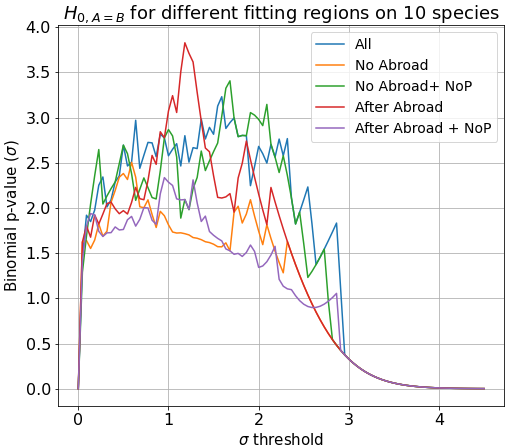 H₀, A = B for different fitting regions on 10 species
Binomial p-value (σ)
4.0
3.5
3.0
2.5
2.0
1.5
1.0
0.5
0.0
All
No Abroad
No Abroad+ NoP
After Abroad
After Abroad + NoP
0 1 2 3 4
σ threshold